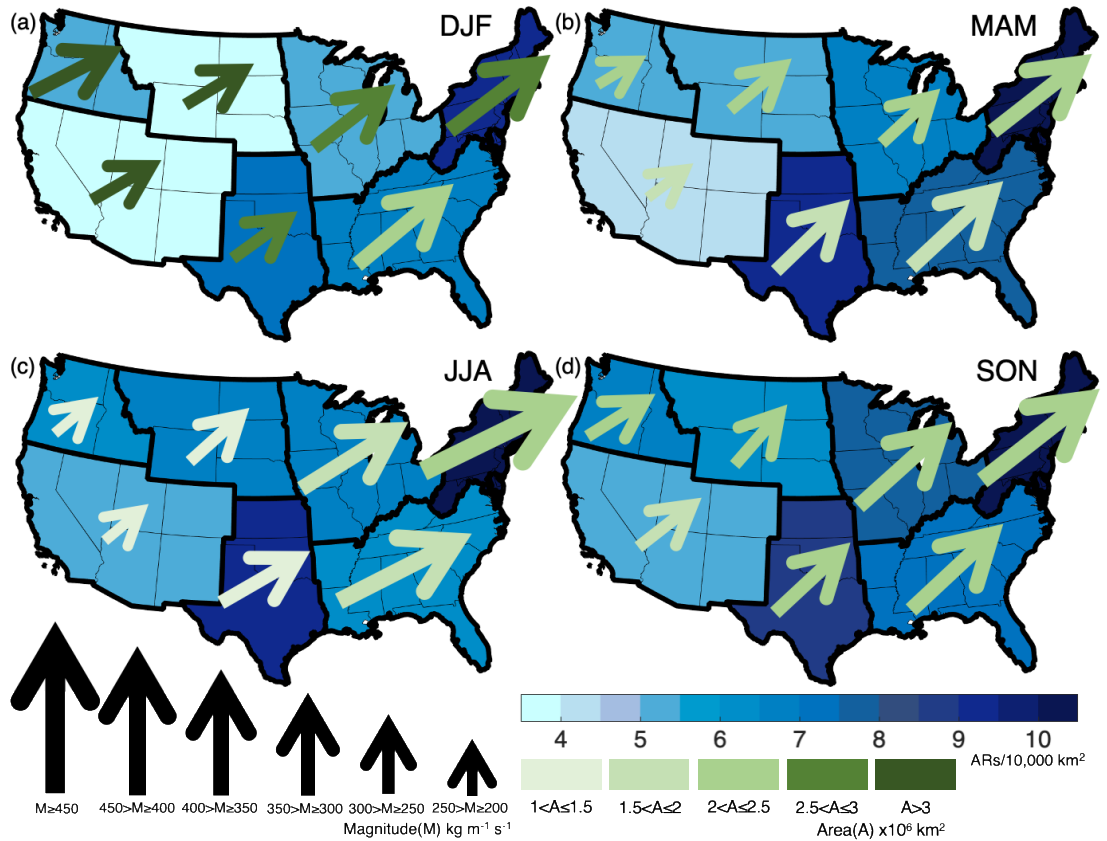 (a) DJF
(b) MAM
(c) JJA
(d) SON
M≥450 450>M≥400 400>M≥350 350>M≥300 300>M≥250 250>M≥200
Magnitude(M) kg m⁻¹ s⁻¹
4 5 6 7 8 9 10
ARs/10,000 km²
1<A≤1.5 1.5<A≤2 2<A≤2.5 2.5<A≤3 A>3
Area(A) x10⁶ km²